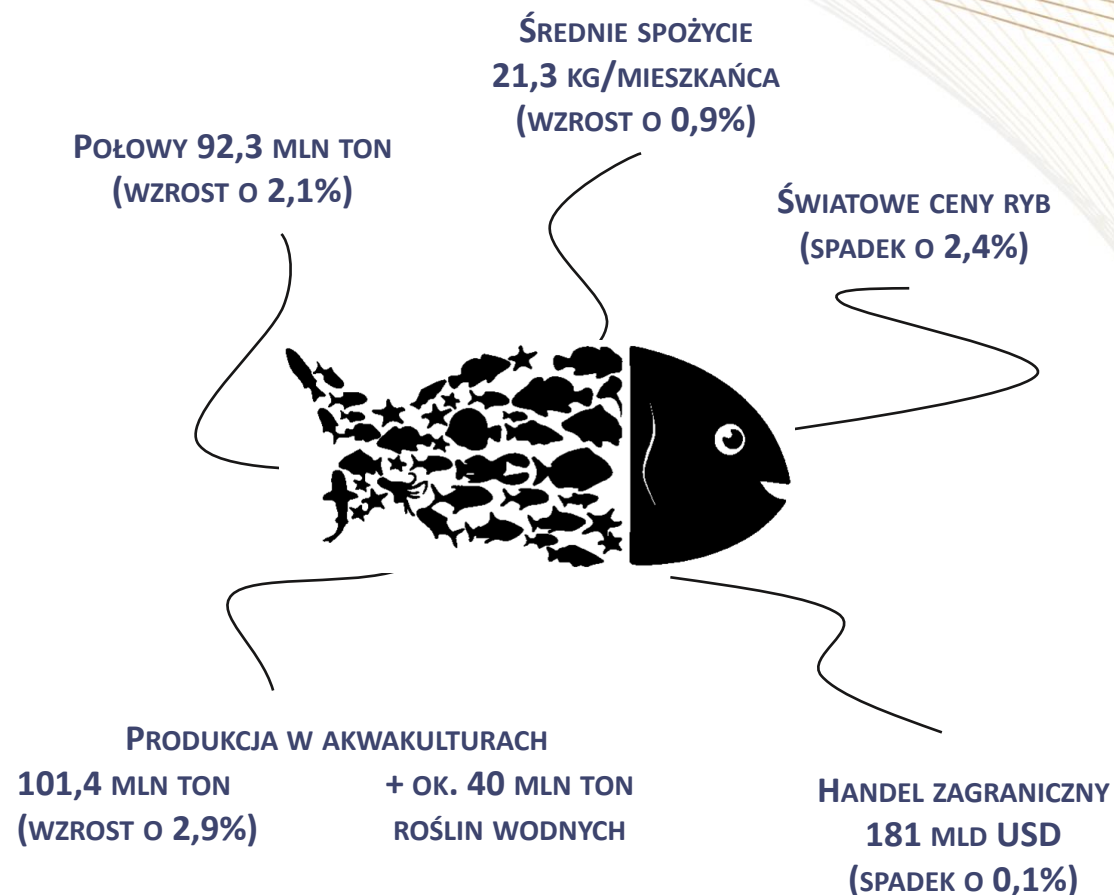 Średnie spożycie
21,3 kg/mieszkańca
(wzrost o 0,9%)
Połowy 92,3 mln ton
(wzrost o 2,1%)
Światowe ceny ryb
(spadek o 2,4%)
Produkcja w akwakulturach
101,4 mln ton + ok. 40 mln ton
(wzrost o 2,9%) roślin wodnych
Handel zagraniczny
181 mld USD
(spadek o 0,1%)